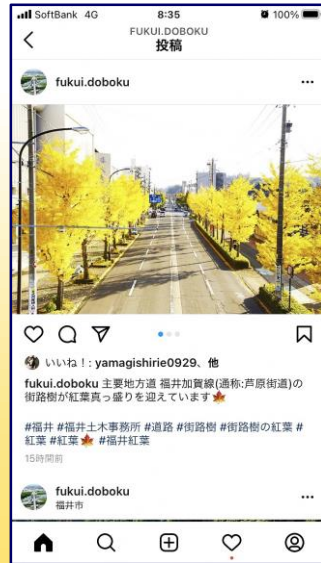 SoftBank 4G 8:35 100%
FUKUI.DOBOKU
投稿
fukui.doboku
いいね！: yamagishirie0929、他
fukui.doboku 主要地方道 福井加賀線(通称:芦原街道)の
街路樹が紅葉真っ盛りを迎えています🍁
#福井 #福井土木事務所 #道路 #街路樹 #街路樹の紅葉 #
紅葉 #紅葉🍁 #福井紅葉
15時間前
fukui.doboku
福井市